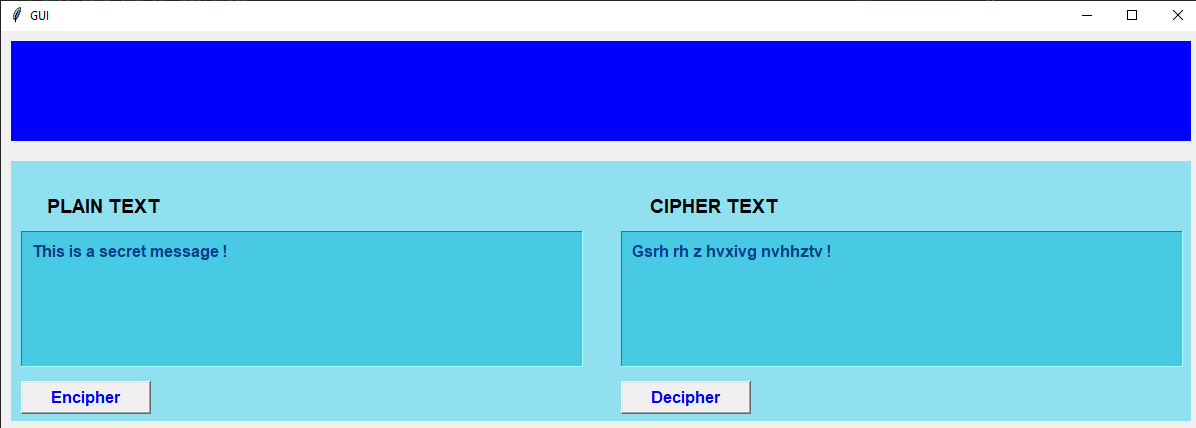 GUI
PLAIN TEXT
This is a secret message !
Encipher
CIPHER TEXT
Gsrh rh z hvxivg nvhhztv !
Decipher